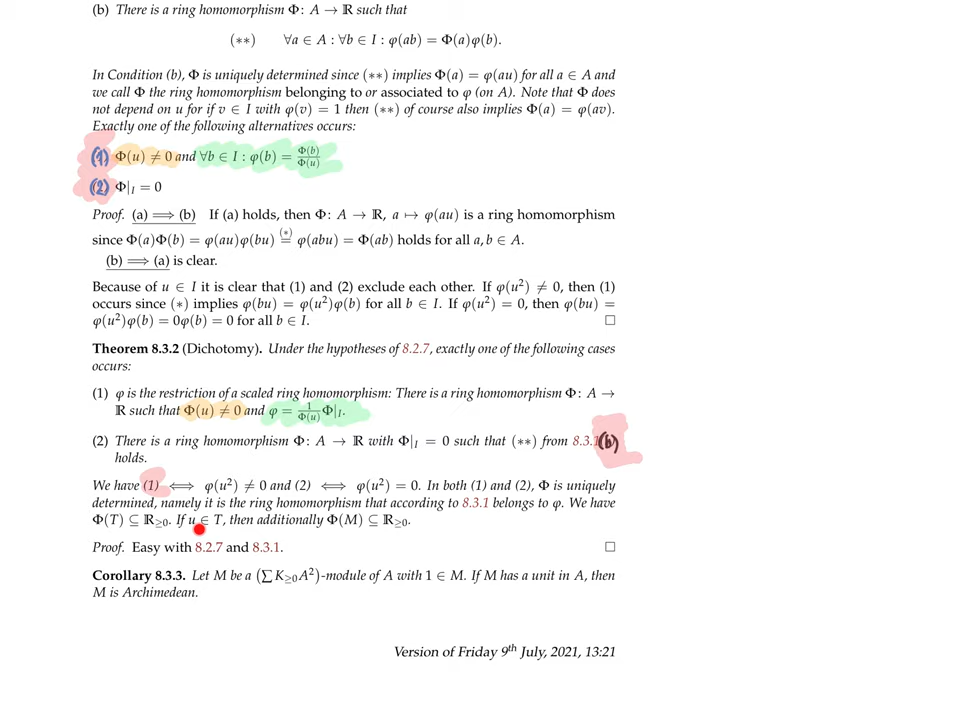 (b) There is a ring homomorphism Φ: A → ℝ such that
(∗∗) ∀a ∈ A : ∀b ∈ I : φ(ab) = Φ(a)φ(b).
In Condition (b), Φ is uniquely determined since (∗∗) implies Φ(a) = φ(au) for all a ∈ A and
we call Φ the ring homomorphism belonging to or associated to φ (on A). Note that Φ does
not depend on u for if v ∈ I with φ(v) = 1 then (∗∗) of course also implies Φ(a) = φ(av).
Exactly one of the following alternatives occurs:
(1) Φ(u) ≠ 0 and ∀b ∈ I : φ(b) = Φ(b)/Φ(u)
(2) Φ|I = 0
Proof. (a) ⟹ (b) If (a) holds, then Φ: A → ℝ, a ↦ φ(au) is a ring homomorphism
since Φ(a)Φ(b) = φ(au)φ(bu) (∗)= φ(abu) = Φ(ab) holds for all a, b ∈ A.
(b) ⟹ (a) is clear.
Because of u ∈ I it is clear that (1) and (2) exclude each other. If φ(u²) ≠ 0, then (1)
occurs since (∗) implies φ(bu) = φ(u²)φ(b) for all b ∈ I. If φ(u²) = 0, then φ(bu) =
φ(u²)φ(b) = 0φ(b) = 0 for all b ∈ I. □
Theorem 8.3.2 (Dichotomy). Under the hypotheses of 8.2.7, exactly one of the following cases
occurs:
(1) φ is the restriction of a scaled ring homomorphism: There is a ring homomorphism Φ: A →
ℝ such that Φ(u) ≠ 0 and φ = 1/Φ(u) Φ|I.
(2) There is a ring homomorphism Φ: A → ℝ with Φ|I = 0 such that (∗∗) from 8.3.1(b)
holds.
We have (1) ⟺ φ(u²) ≠ 0 and (2) ⟺ φ(u²) = 0. In both (1) and (2), Φ is uniquely
determined, namely it is the ring homomorphism that according to 8.3.1 belongs to φ. We have
Φ(T) ⊆ ℝ≥0. If u ∈ T, then additionally Φ(M) ⊆ ℝ≥0.
Proof. Easy with 8.2.7 and 8.3.1. □
Corollary 8.3.3. Let M be a (∑ K≥0A²)-module of A with 1 ∈ M. If M has a unit in A, then
M is Archimedean.
Version of Friday 9th July, 2021, 13:21